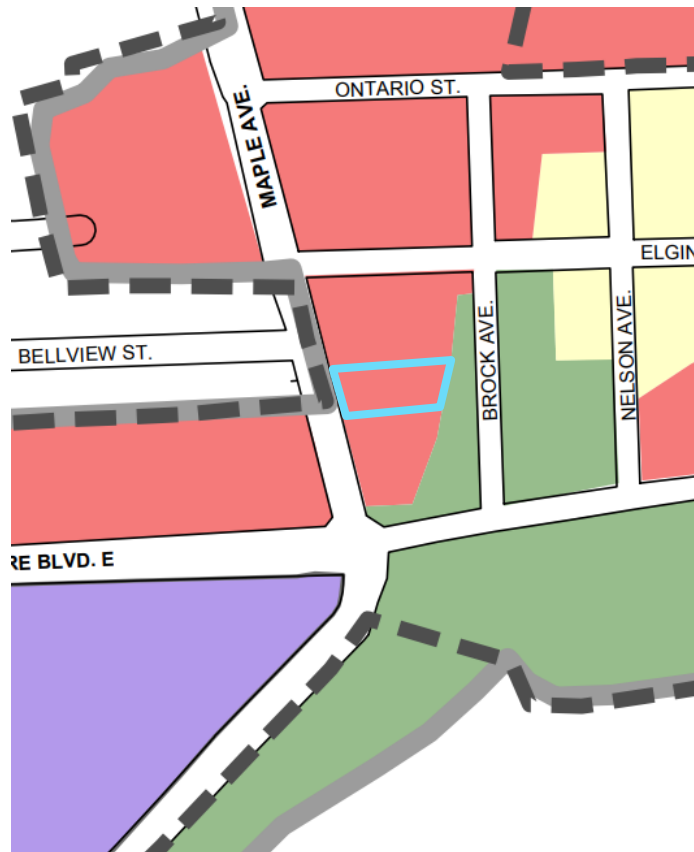 ONTARIO ST.
MAPLE AVE.
ELGIN
BELLVIEW ST.
BROCK AVE.
NELSON AVE.
RE BLVD. E